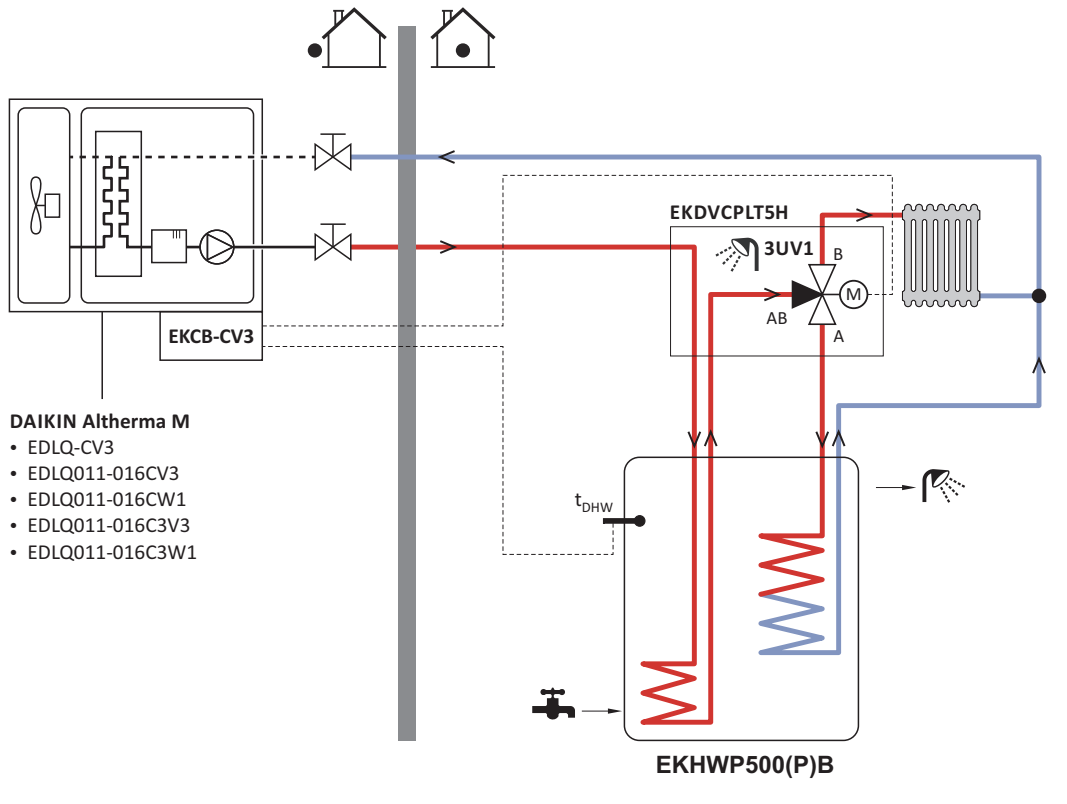 EKDVCPLT5H
3UV1
B
M
AB
A
EKCB-CV3
DAIKIN Altherma M
• EDLQ-CV3
• EDLQ011-016CV3
• EDLQ011-016CW1
• EDLQ011-016C3V3
• EDLQ011-016C3W1
tDHW
EKHWP500(P)B